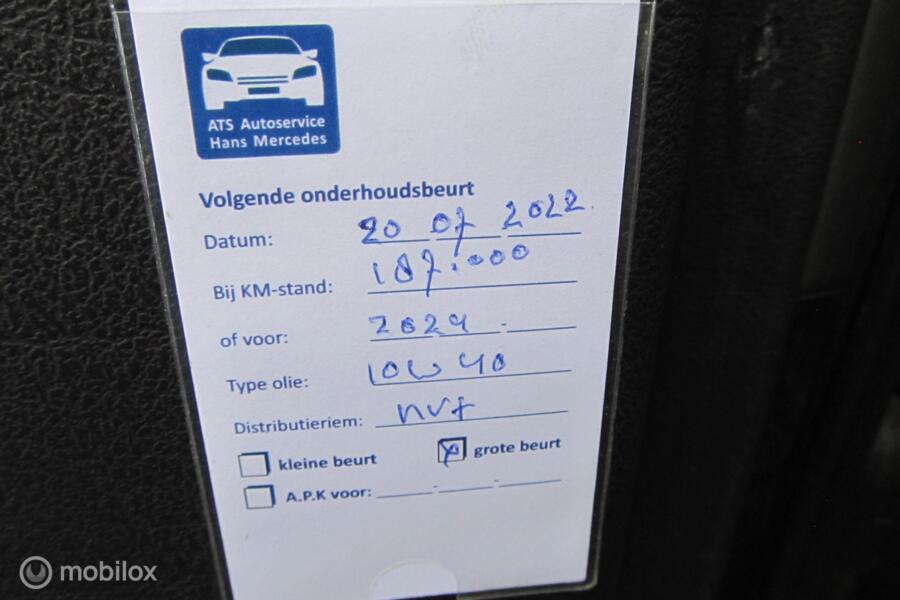 ATS Autoservice
Hans Mercedes
Volgende onderhoudsbeurt
Datum: 20 07 2022
Bij KM-stand: 187.000
of voor: 2024 -
Type olie: 10W40
Distributieriem: nvt
kleine beurt grote beurt
A.P.K voor: - -
mobilox